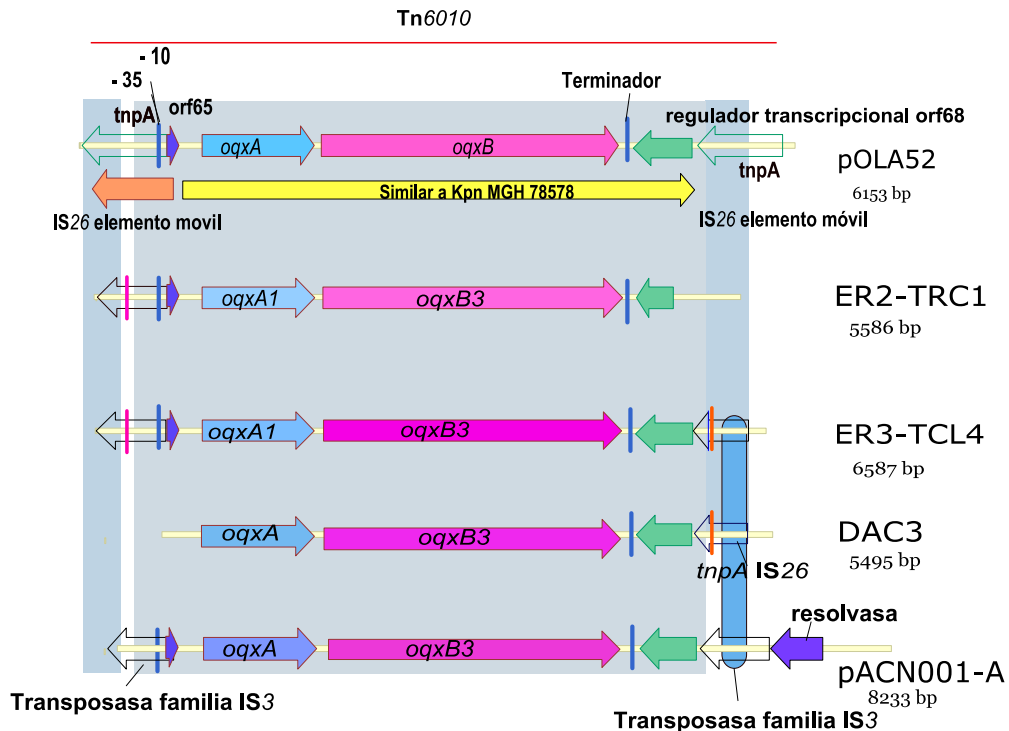 Tn6010
- 10
- 35
tnpA
orf65
Terminador
regulador transcripcional orf68
oqxA
oqxB
tnpA
pOLA52
6153 bp
Similar a Kpn MGH 78578
IS26 elemento movil
IS26 elemento móvil
oqxA1
oqxB3
ER2-TRC1
5586 bp
oqxA1
oqxB3
ER3-TCL4
6587 bp
oqxA
oqxB3
DAC3
5495 bp
tnpA IS26
resolvasa
oqxA
oqxB3
pACN001-A
8233 bp
Transposasa familia IS3
Transposasa familia IS3